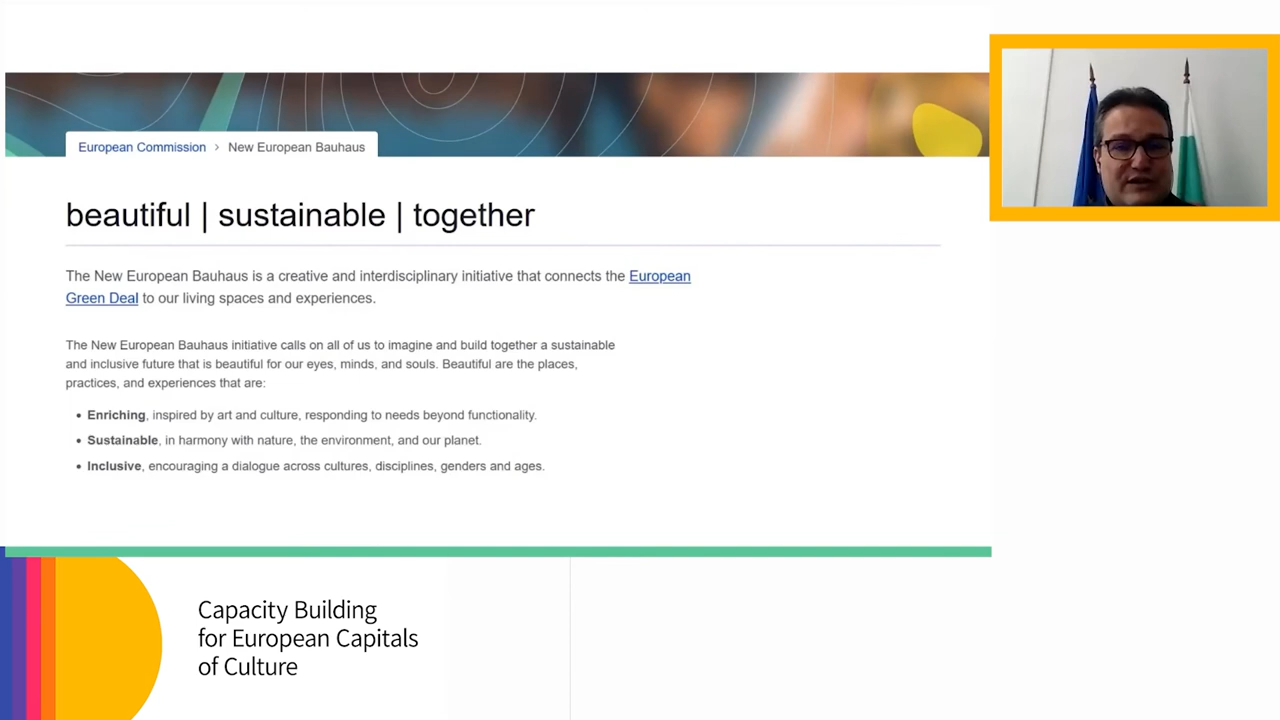 European Commission > New European Bauhaus
beautiful | sustainable | together
The New European Bauhaus is a creative and interdisciplinary initiative that connects the European
Green Deal to our living spaces and experiences.
The New European Bauhaus initiative calls on all of us to imagine and build together a sustainable
and inclusive future that is beautiful for our eyes, minds, and souls. Beautiful are the places,
practices, and experiences that are:
• Enriching, inspired by art and culture, responding to needs beyond functionality.
• Sustainable, in harmony with nature, the environment, and our planet.
• Inclusive, encouraging a dialogue across cultures, disciplines, genders and ages.
Capacity Building
for European Capitals
of Culture